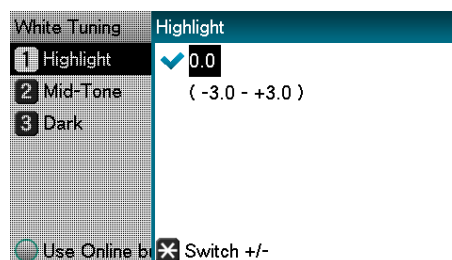 White Tuning
1 Highlight
2 Mid-Tone
3 Dark
Use Online b
Highlight
0.0
( -3.0 - +3.0 )
Switch +/-